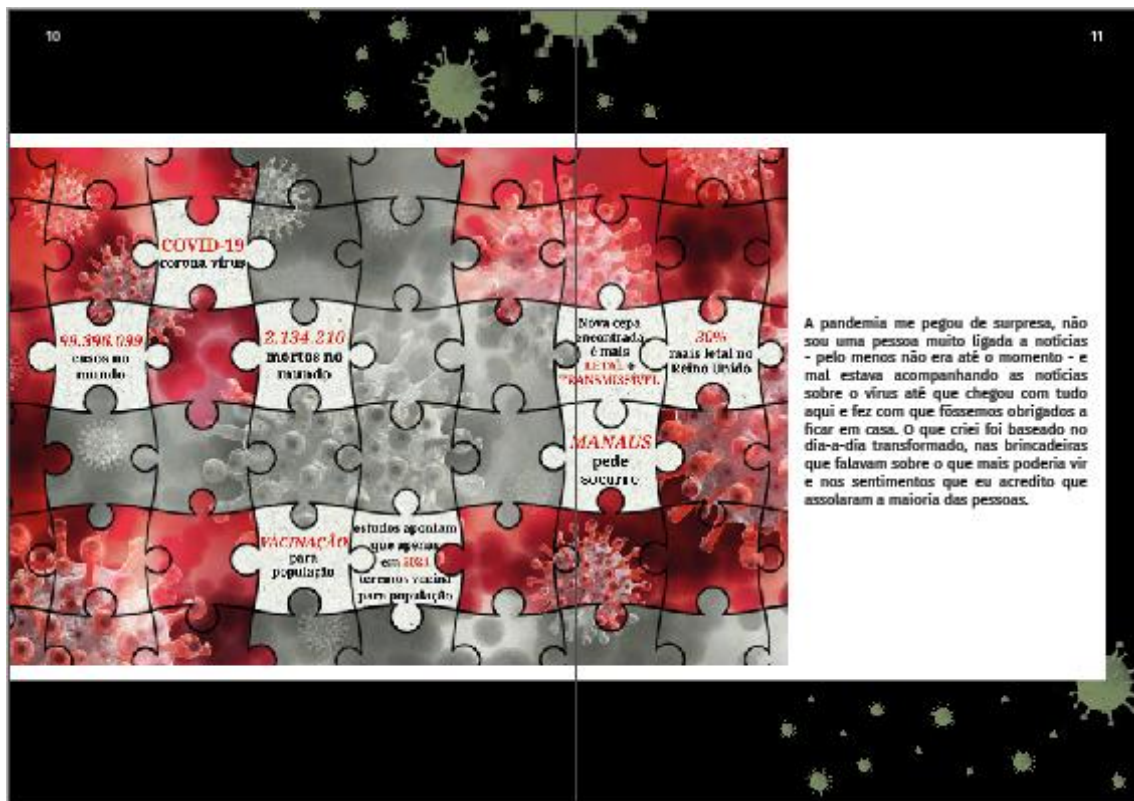 10
11
COVID-19
corona vírus
casos no
mundo
2.134.210
mortos no
mundo
Nova cepa
encontrada
é mais
LETAL e
TRANSMISSÍVEL
30%
mais letal no
Reino Unido
MANAUS
pede
socorro
VACINAÇÃO
para
população
estudos apontam
que apenas
em
teremos vacina
para população
A pandemia me pegou de surpresa, não
sou uma pessoa muito ligada a notícias
- pelo menos não era até o momento - e
mal estava acompanhando as notícias
sobre o vírus até que chegou com tudo
aqui e fez com que fôssemos obrigados a
ficar em casa. O que criei foi baseado no
dia-a-dia transformado, nas brincadeiras
que falavam sobre o que mais poderia vir
e nos sentimentos que eu acredito que
assolaram a maioria das pessoas.